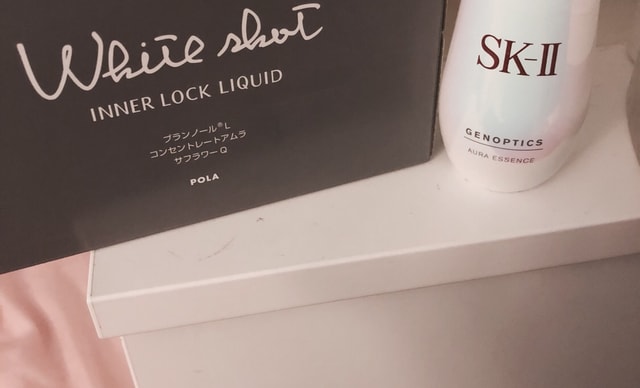 White shot
INNER LOCK LIQUID
ブランノール®L
コンセントレートアムラ
サフラワーQ
POLA
SK-II
GENOPTICS
AURA ESSENCE